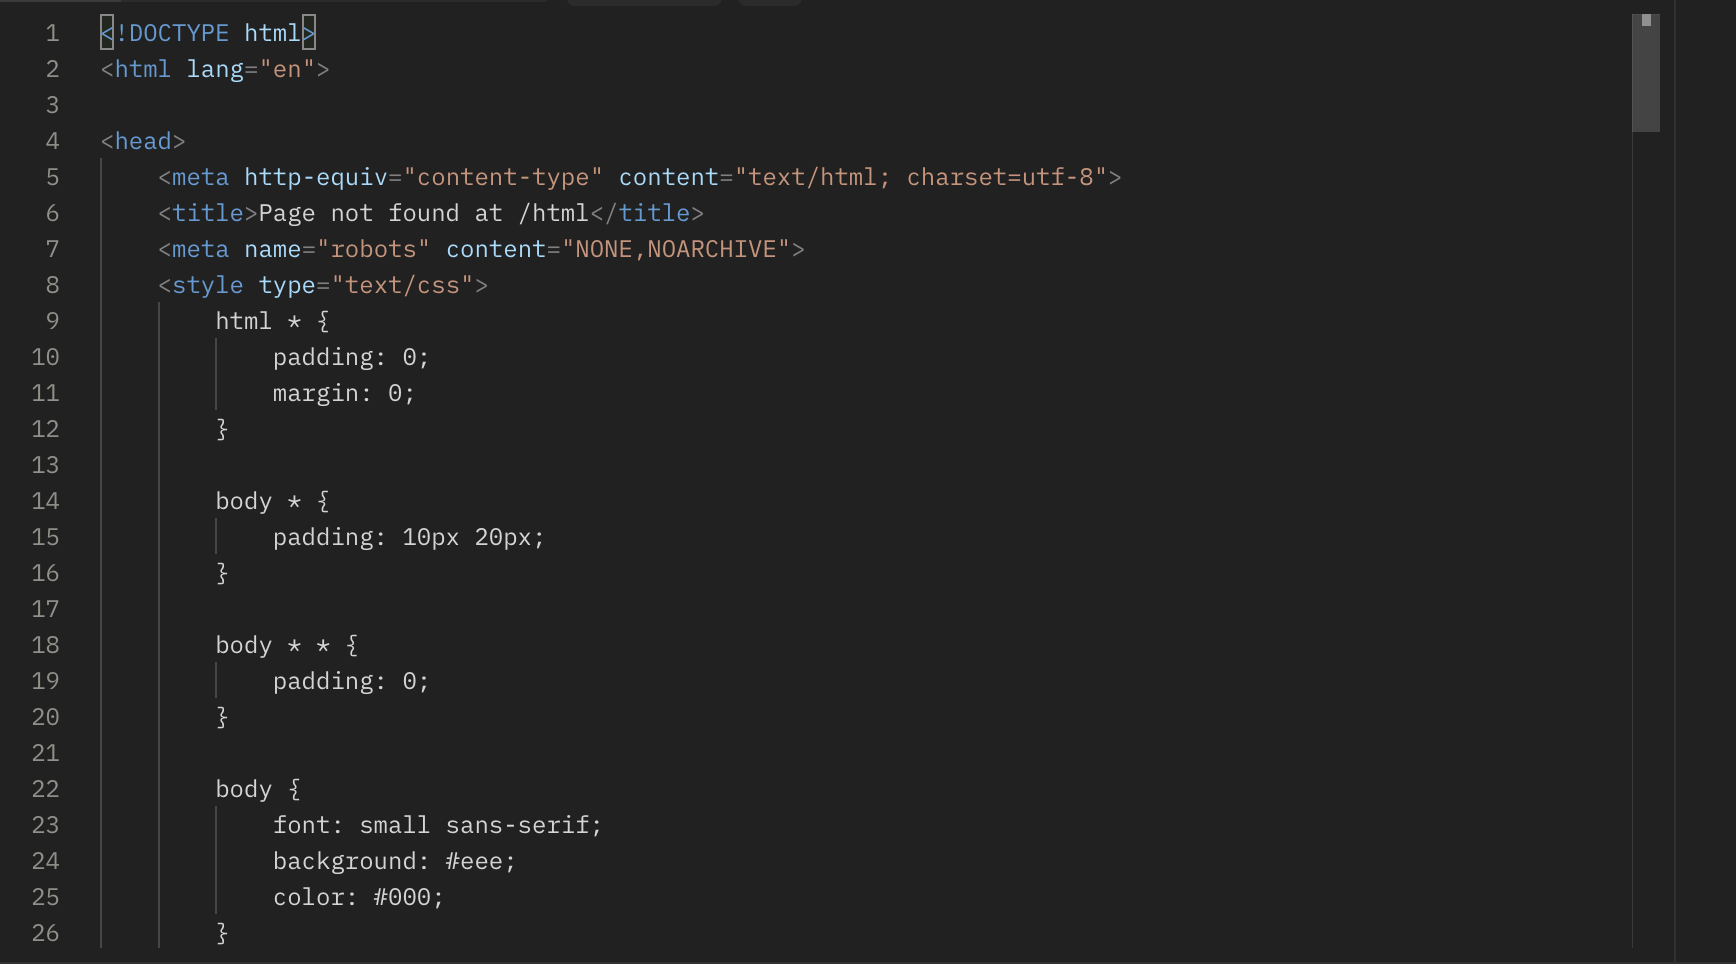 1 <!DOCTYPE html>
2 <html lang="en">
3
4 <head>
5 <meta http-equiv="content-type" content="text/html; charset=utf-8">
6 <title>Page not found at /html</title>
7 <meta name="robots" content="NONE,NOARCHIVE">
8 <style type="text/css">
9 html * {
10 padding: 0;
11 margin: 0;
12 }
13
14 body * {
15 padding: 10px 20px;
16 }
17
18 body * * {
19 padding: 0;
20 }
21
22 body {
23 font: small sans-serif;
24 background: #eee;
25 color: #000;
26 }